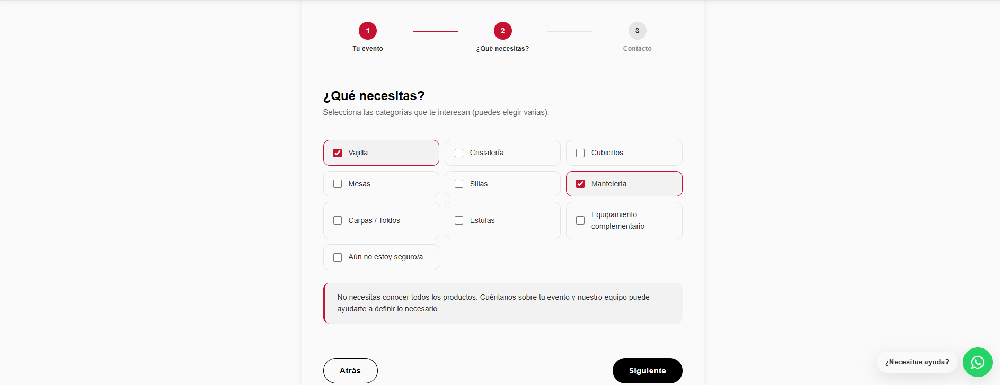 1
2
3
Tu evento
¿Qué necesitas?
Contacto
¿Qué necesitas?
Selecciona las categorías que te interesan (puedes elegir varias).
Vajilla
Cristalería
Cubiertos
Mesas
Sillas
Mantelería
Carpas / Toldos
Estufas
Equipamiento
complementario
Aún no estoy seguro/a
No necesitas conocer todos los productos. Cuéntanos sobre tu evento y nuestro equipo puede
ayudarte a definir lo necesario.
Atrás
Siguiente
¿Necesitas ayuda?